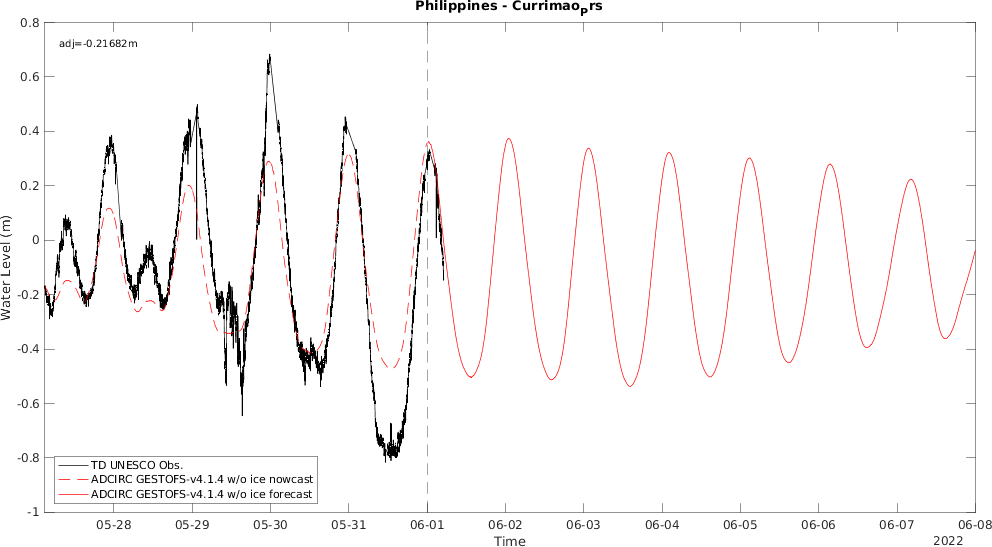 Philippines - Currimaoprs
adj=-0.21682m
0.8
0.6
0.4
0.2
0
-0.2
-0.4
-0.6
-0.8
-1
Water Level (m)
TD UNESCO Obs.
ADCIRC GESTOFS-v4.1.4 w/o ice nowcast
ADCIRC GESTOFS-v4.1.4 w/o ice forecast
05-28 05-29 05-30 05-31 06-01 06-02 06-03 06-04 06-05 06-06 06-07 06-08
Time
2022